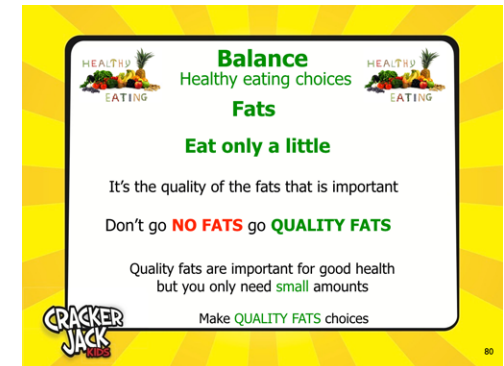 HEALTHY
EATING
Balance
Healthy eating choices
HEALTHY
EATING
Fats
Eat only a little
It's the quality of the fats that is important
Don't go NO FATS go QUALITY FATS
Quality fats are important for good health
but you only need small amounts
Make QUALITY FATS choices
CRACKER
JACK
KIDS
80